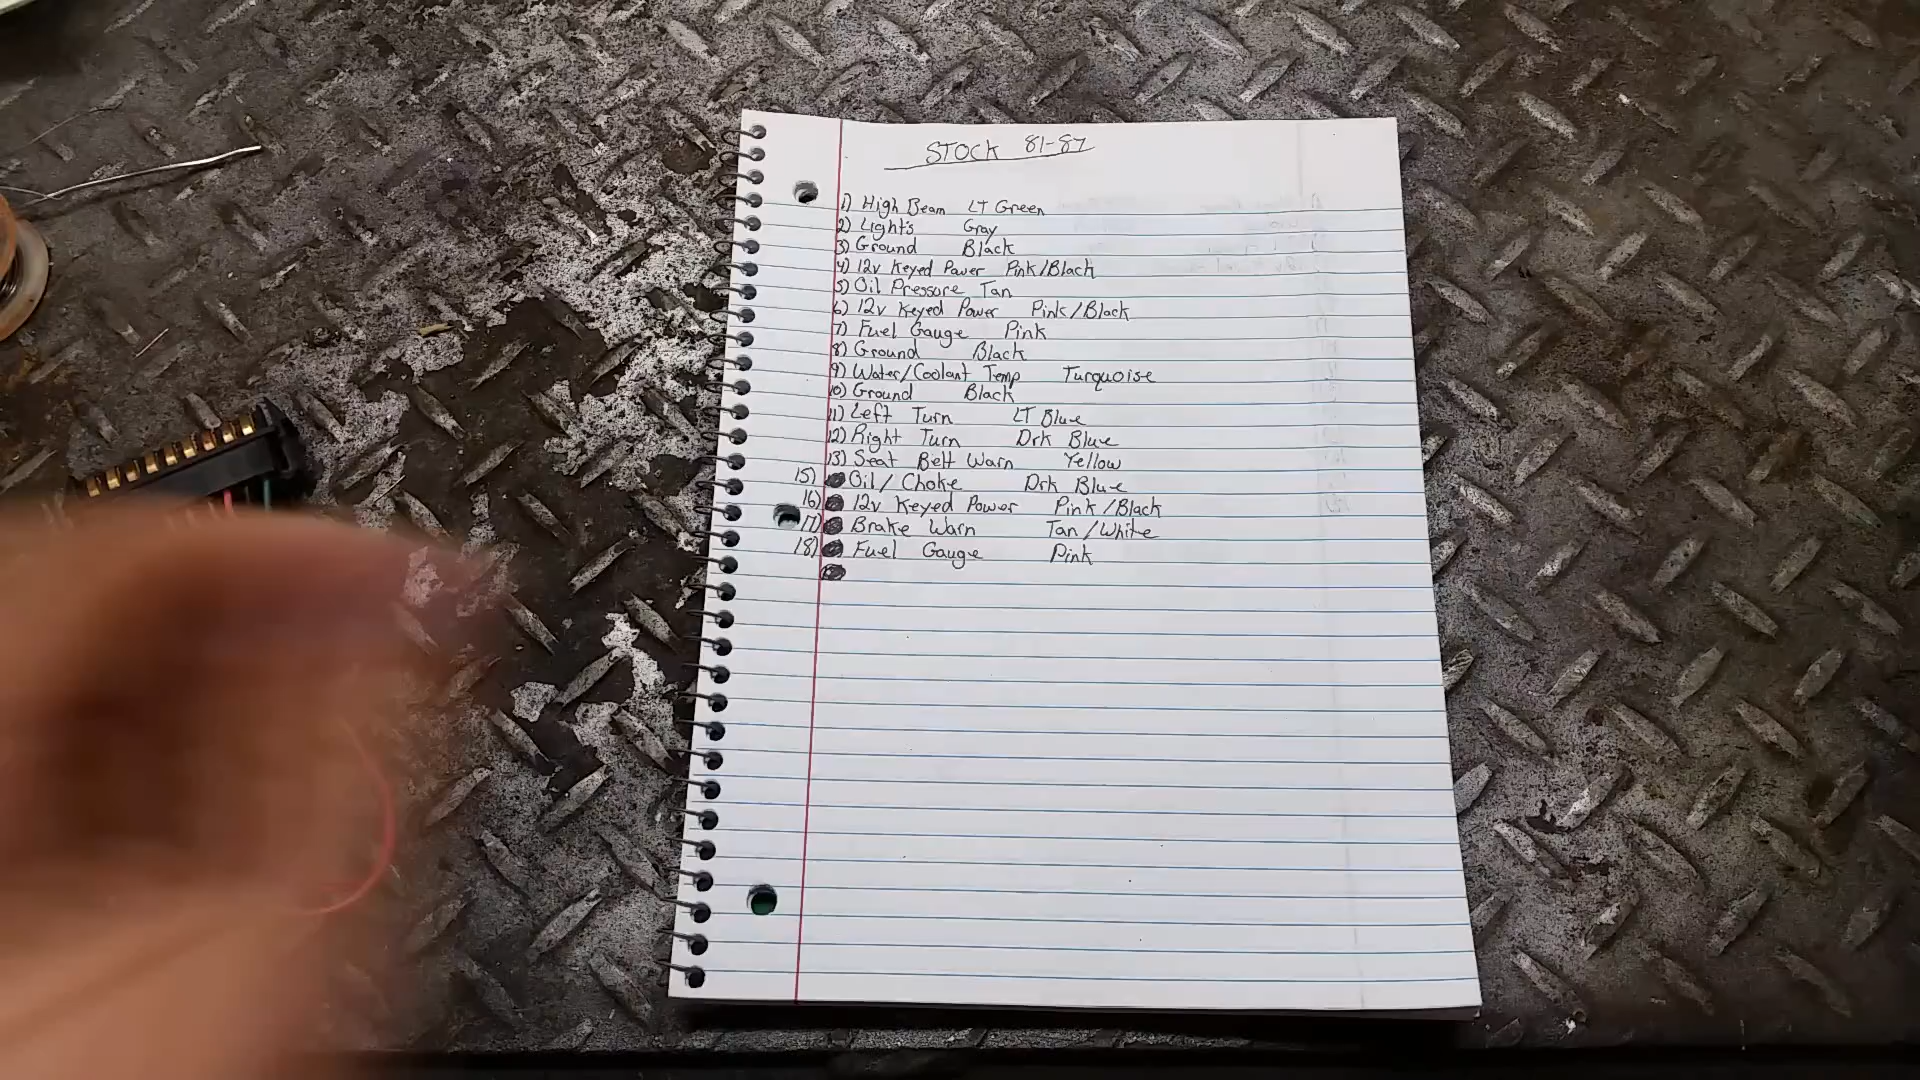 STOCK 81-87
1) High Beam LT Green
2) Lights Gray
3) Ground Black
4) 12v Keyed Power Pink/Black
5) Oil Pressure Tan
6) 12v Keyed Power Pink/Black
7) Fuel Gauge Pink
8) Ground Black
9) Water/Coolant Temp Turquoise
10) Ground Black
11) Left Turn LT Blue
12) Right Turn Drk Blue
13) Seat Belt Warn Yellow
15) Oil/Choke Drk Blue
16) 12v Keyed Power Pink/Black
17) Brake Warn Tan/White
18) Fuel Gauge Pink